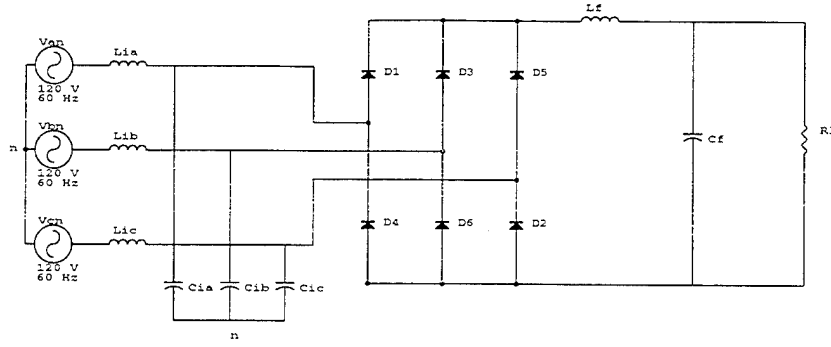 Lf
Van
Lia
120 V
60 Hz
D1
D3
D5
Vbn
Lib
n
120 V
60 Hz
Cf
Vcn
Lic
120 V
60 Hz
D4
D6
D2
Cia
Cib
Cic
n